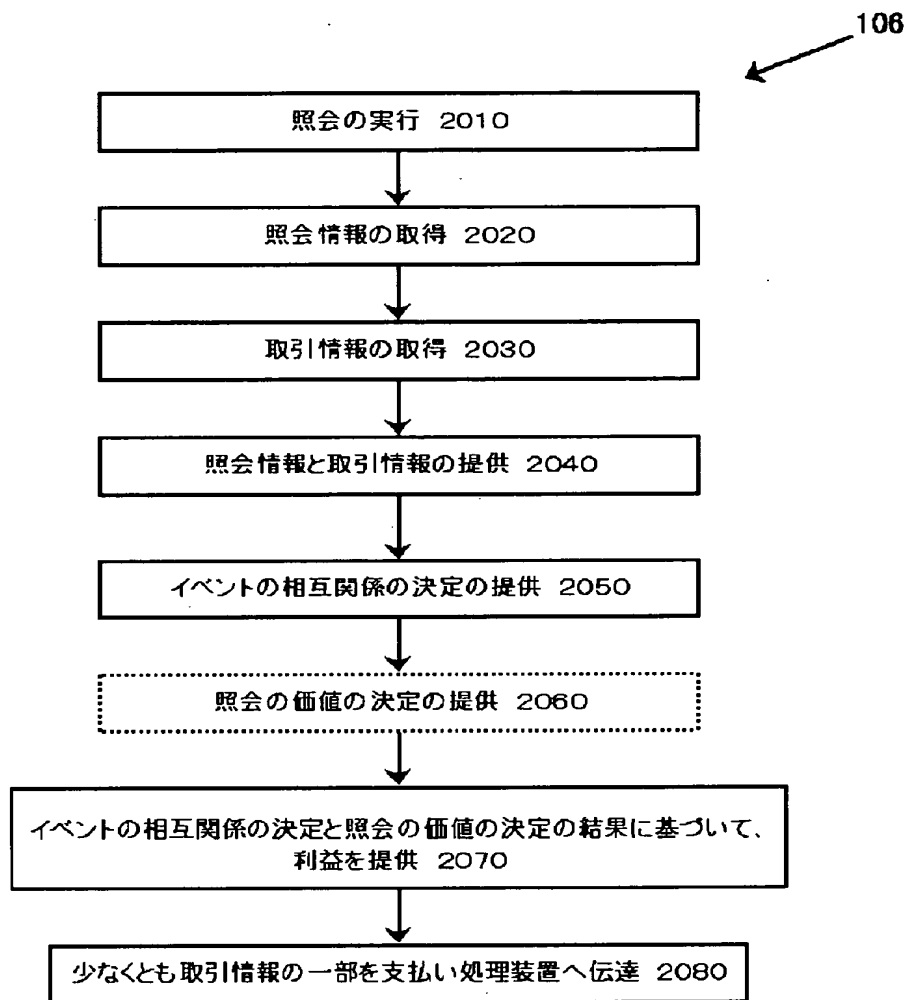 106
照会の実行 2010
照会情報の取得 2020
取引情報の取得 2030
照会情報と取引情報の提供 2040
イベントの相互関係の決定の提供 2050
照会の価値の決定の提供 2060
イベントの相互関係の決定と照会の価値の決定の結果に基づいて、
利益を提供 2070
少なくとも取引情報の一部を支払い処理装置へ伝達 2080